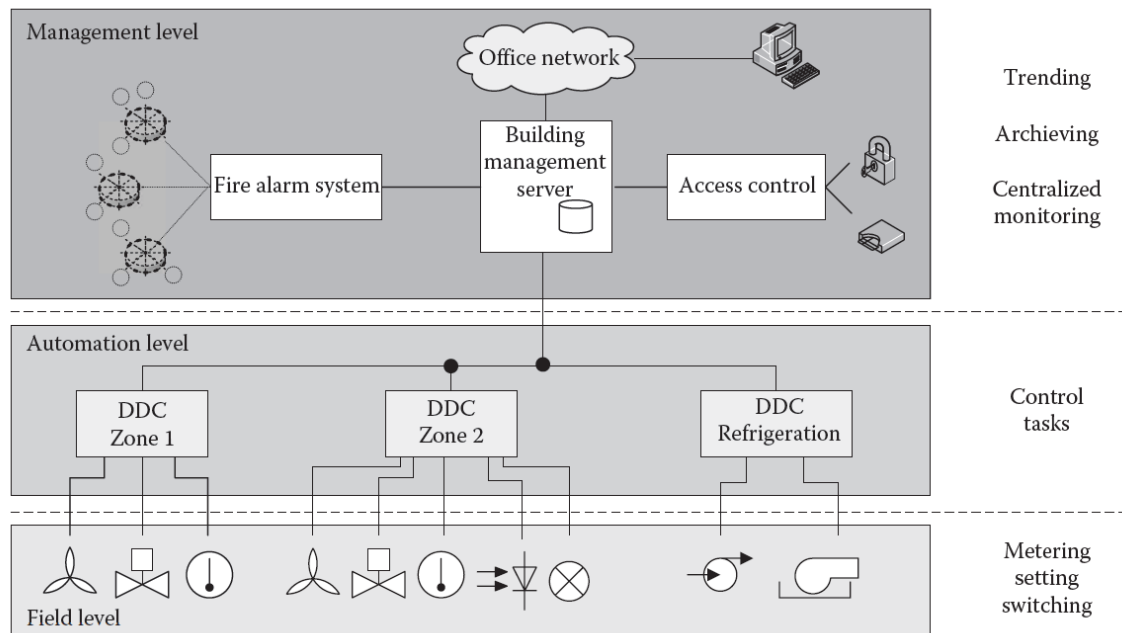 Management level
Office network
Building
management
server
Fire alarm system
Access control
Trending
Archieving
Centralized
monitoring
Automation level
DDC
Zone 1
DDC
Zone 2
DDC
Refrigeration
Control
tasks
Field level
Metering
setting
switching